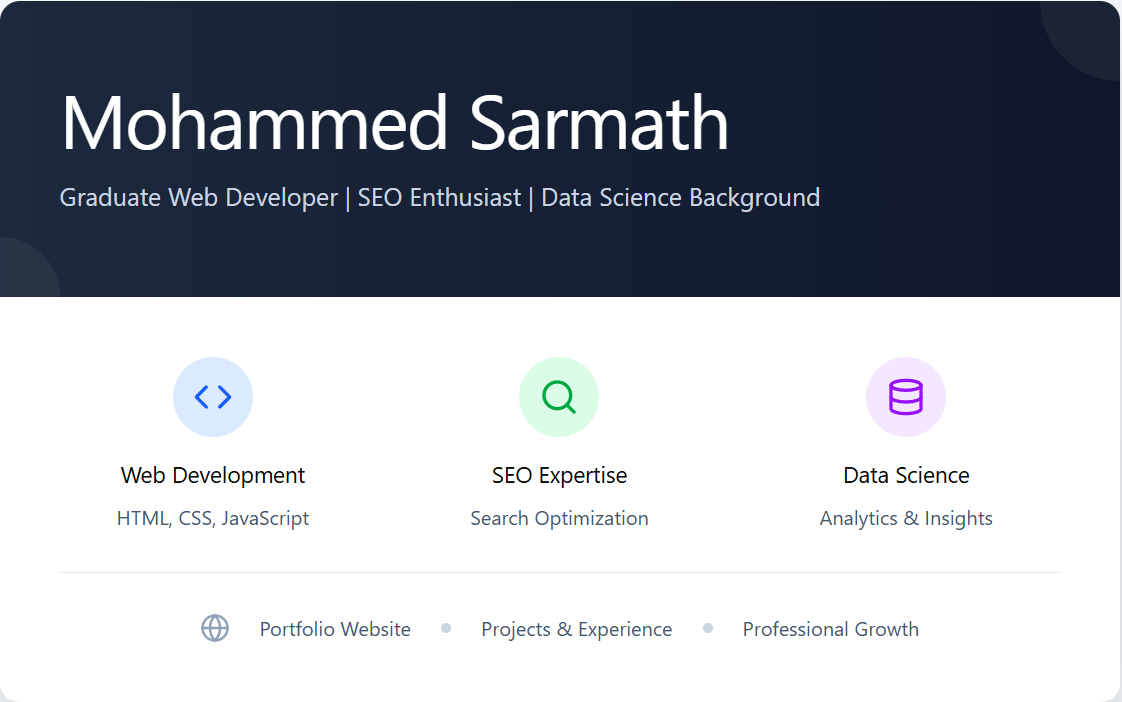 Mohammed Sarmath
Graduate Web Developer | SEO Enthusiast | Data Science Background
Web Development
HTML, CSS, JavaScript
SEO Expertise
Search Optimization
Data Science
Analytics & Insights
Portfolio Website
Projects & Experience
Professional Growth